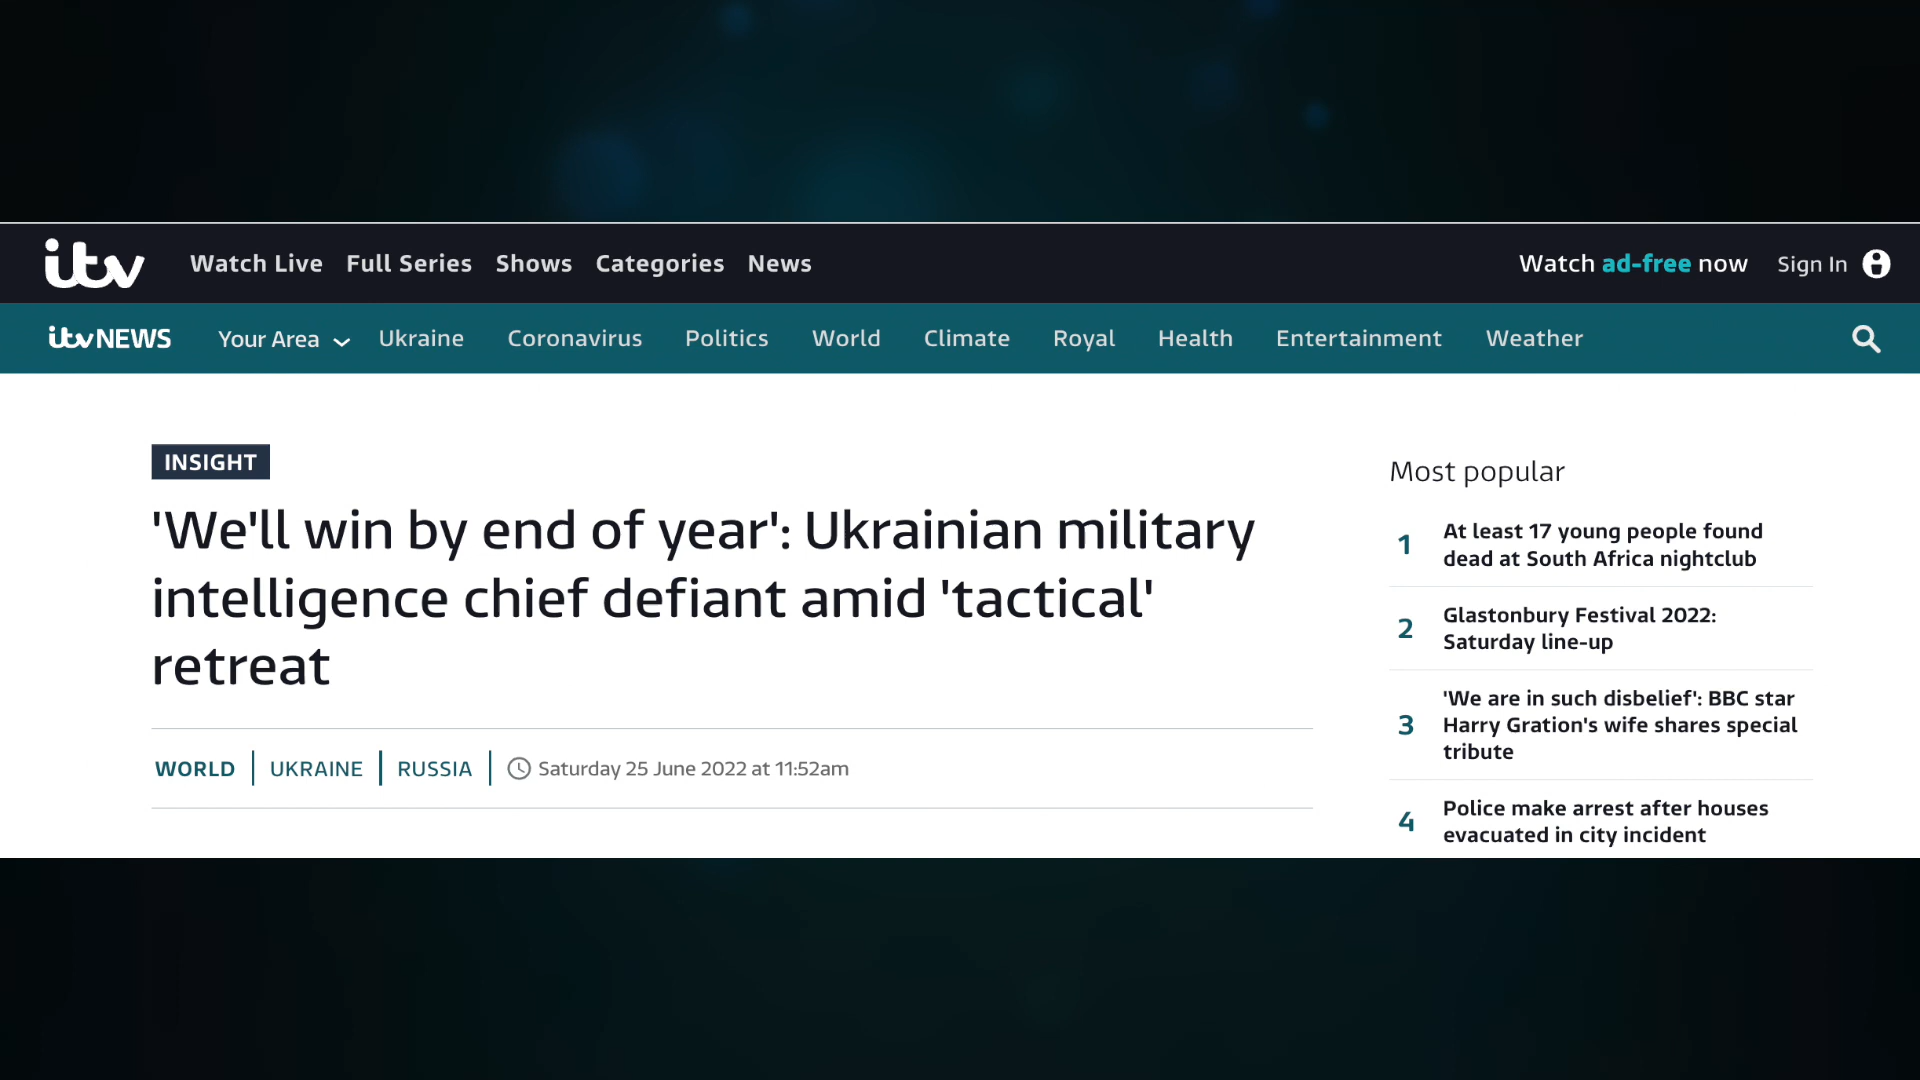 itv Watch Live Full Series Shows Categories News Watch ad-free now Sign In
itv NEWS Your Area Ukraine Coronavirus Politics World Climate Royal Health Entertainment Weather
INSIGHT
'We'll win by end of year': Ukrainian military
intelligence chief defiant amid 'tactical'
retreat
WORLD UKRAINE RUSSIA Saturday 25 June 2022 at 11:52am
Most popular
1 At least 17 young people found
dead at South Africa nightclub
2 Glastonbury Festival 2022:
Saturday line-up
3 'We are in such disbelief': BBC star
Harry Gration's wife shares special
tribute
4 Police make arrest after houses
evacuated in city incident